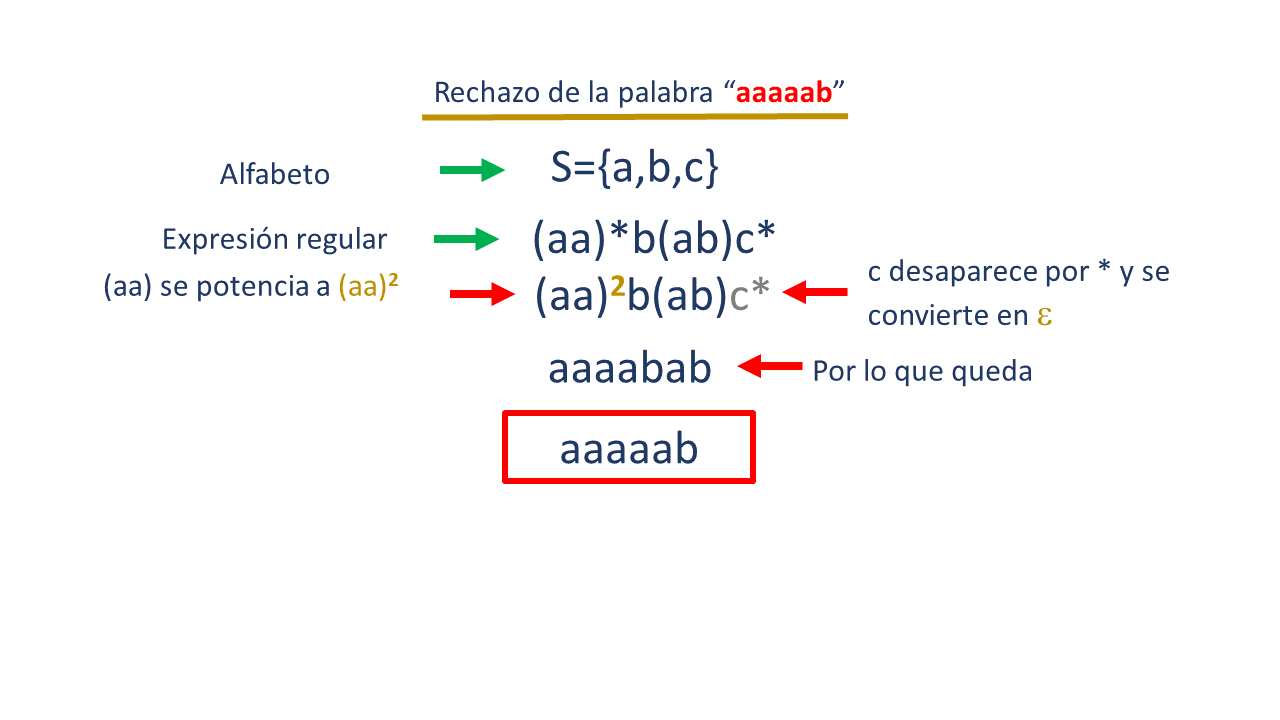 Rechazo de la palabra “aaaaab”
Alfabeto
S={a,b,c}
Expresión regular
(aa)*b(ab)c*
(aa) se potencia a (aa)²
(aa)²b(ab)c*
c desaparece por * y se
convierte en ε
aaaabab
Por lo que queda
aaaaab